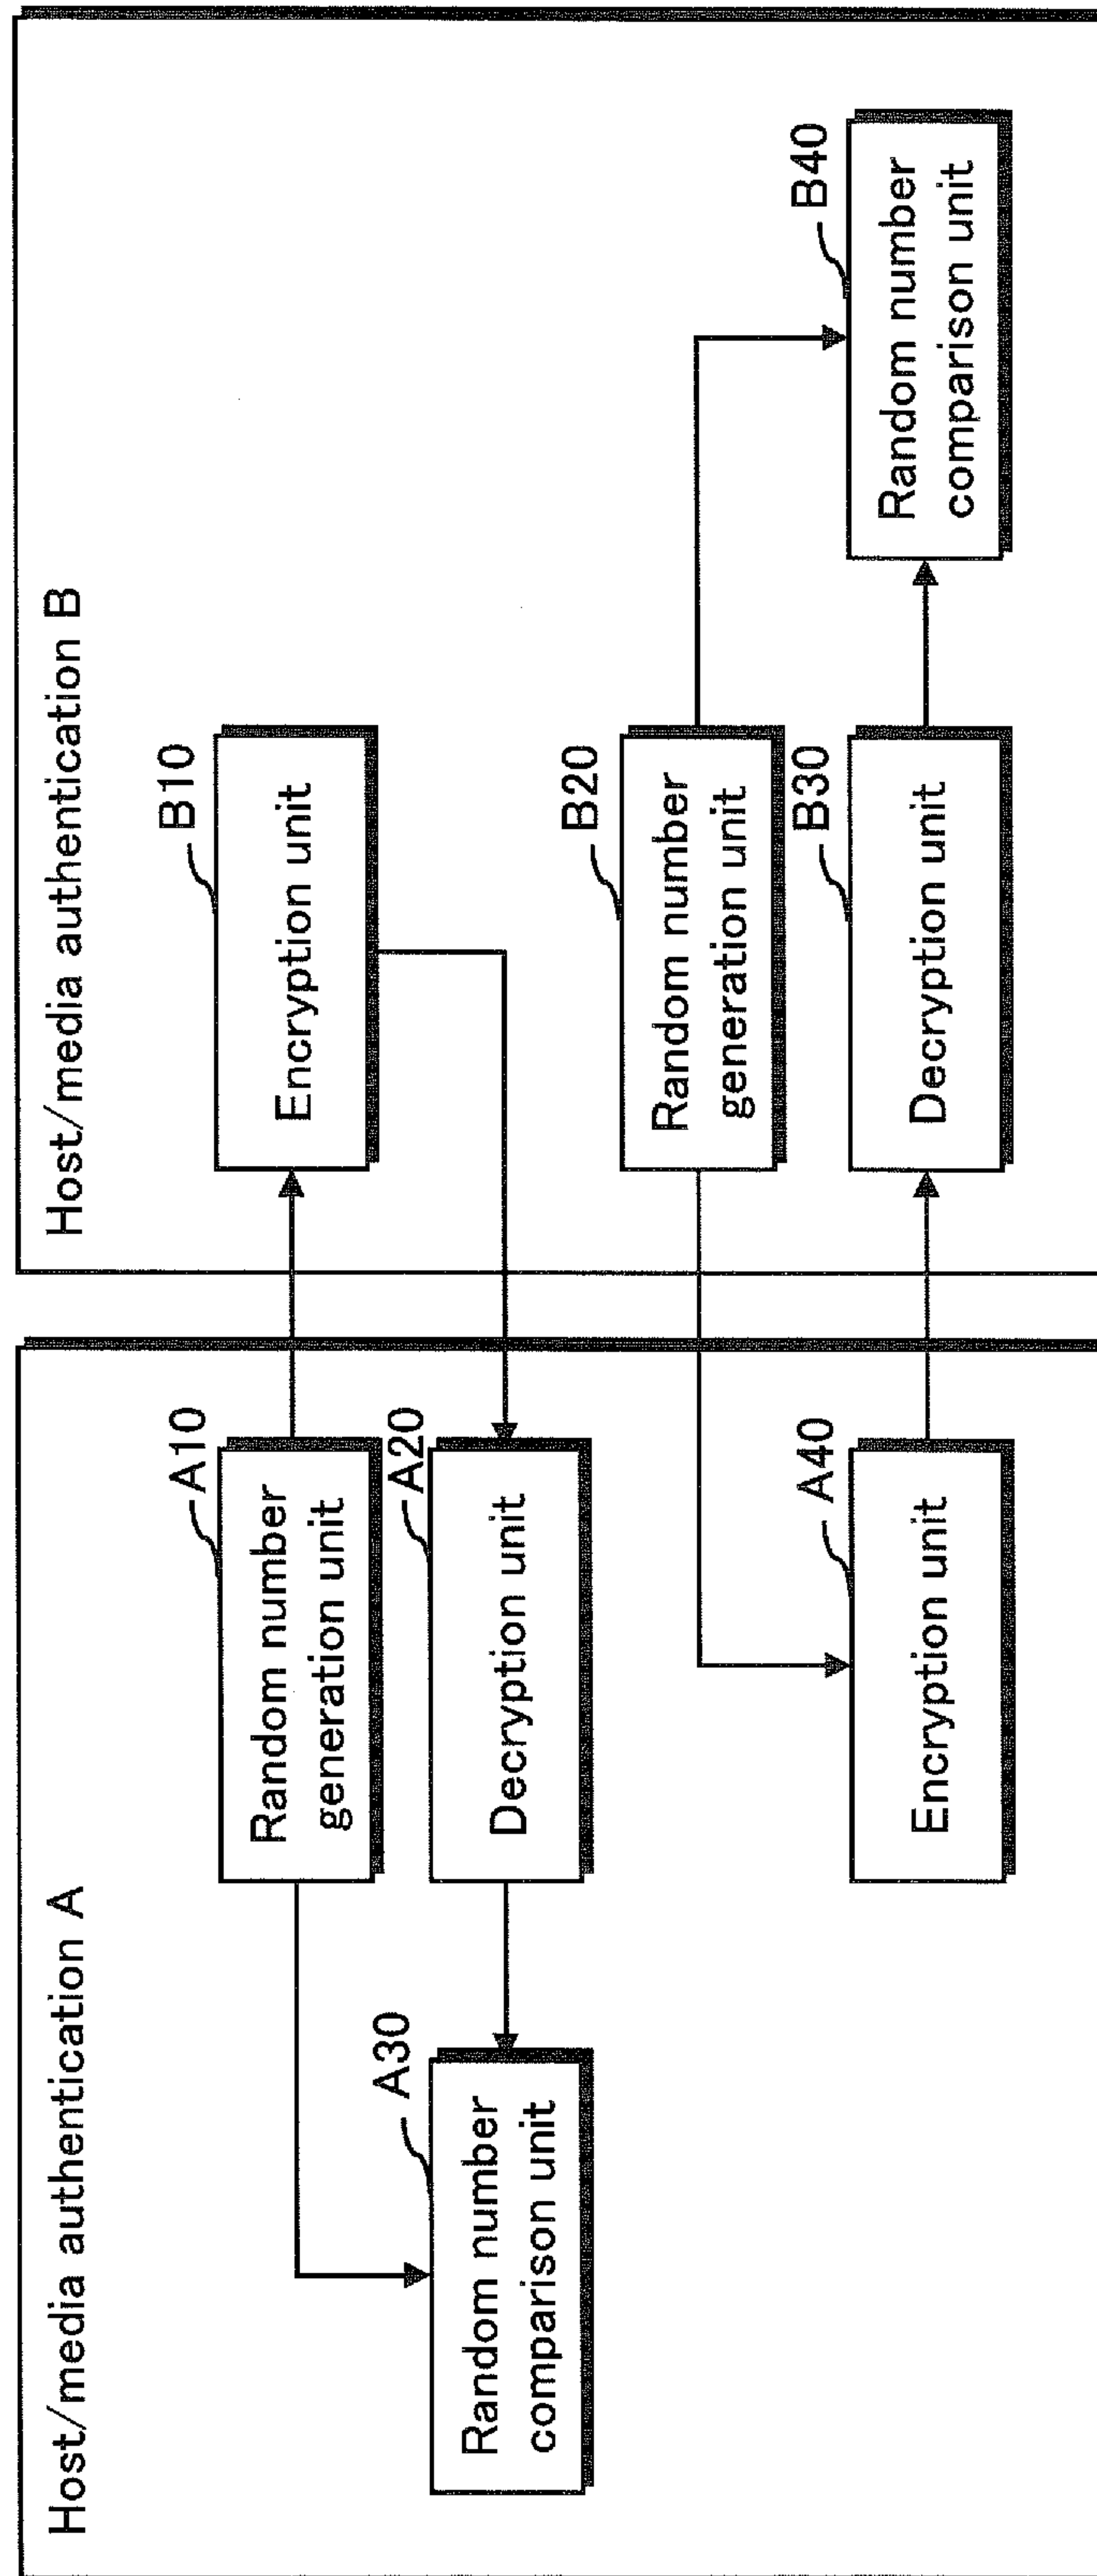 Host/media authentication A
A10
Random number
generation unit
A20
Decryption unit
A30
Random number
comparison unit
A40
Encryption unit
Host/media authentication B
B10
Encryption unit
B20
Random number
generation unit
B30
Decryption unit
B40
Random number
comparison unit